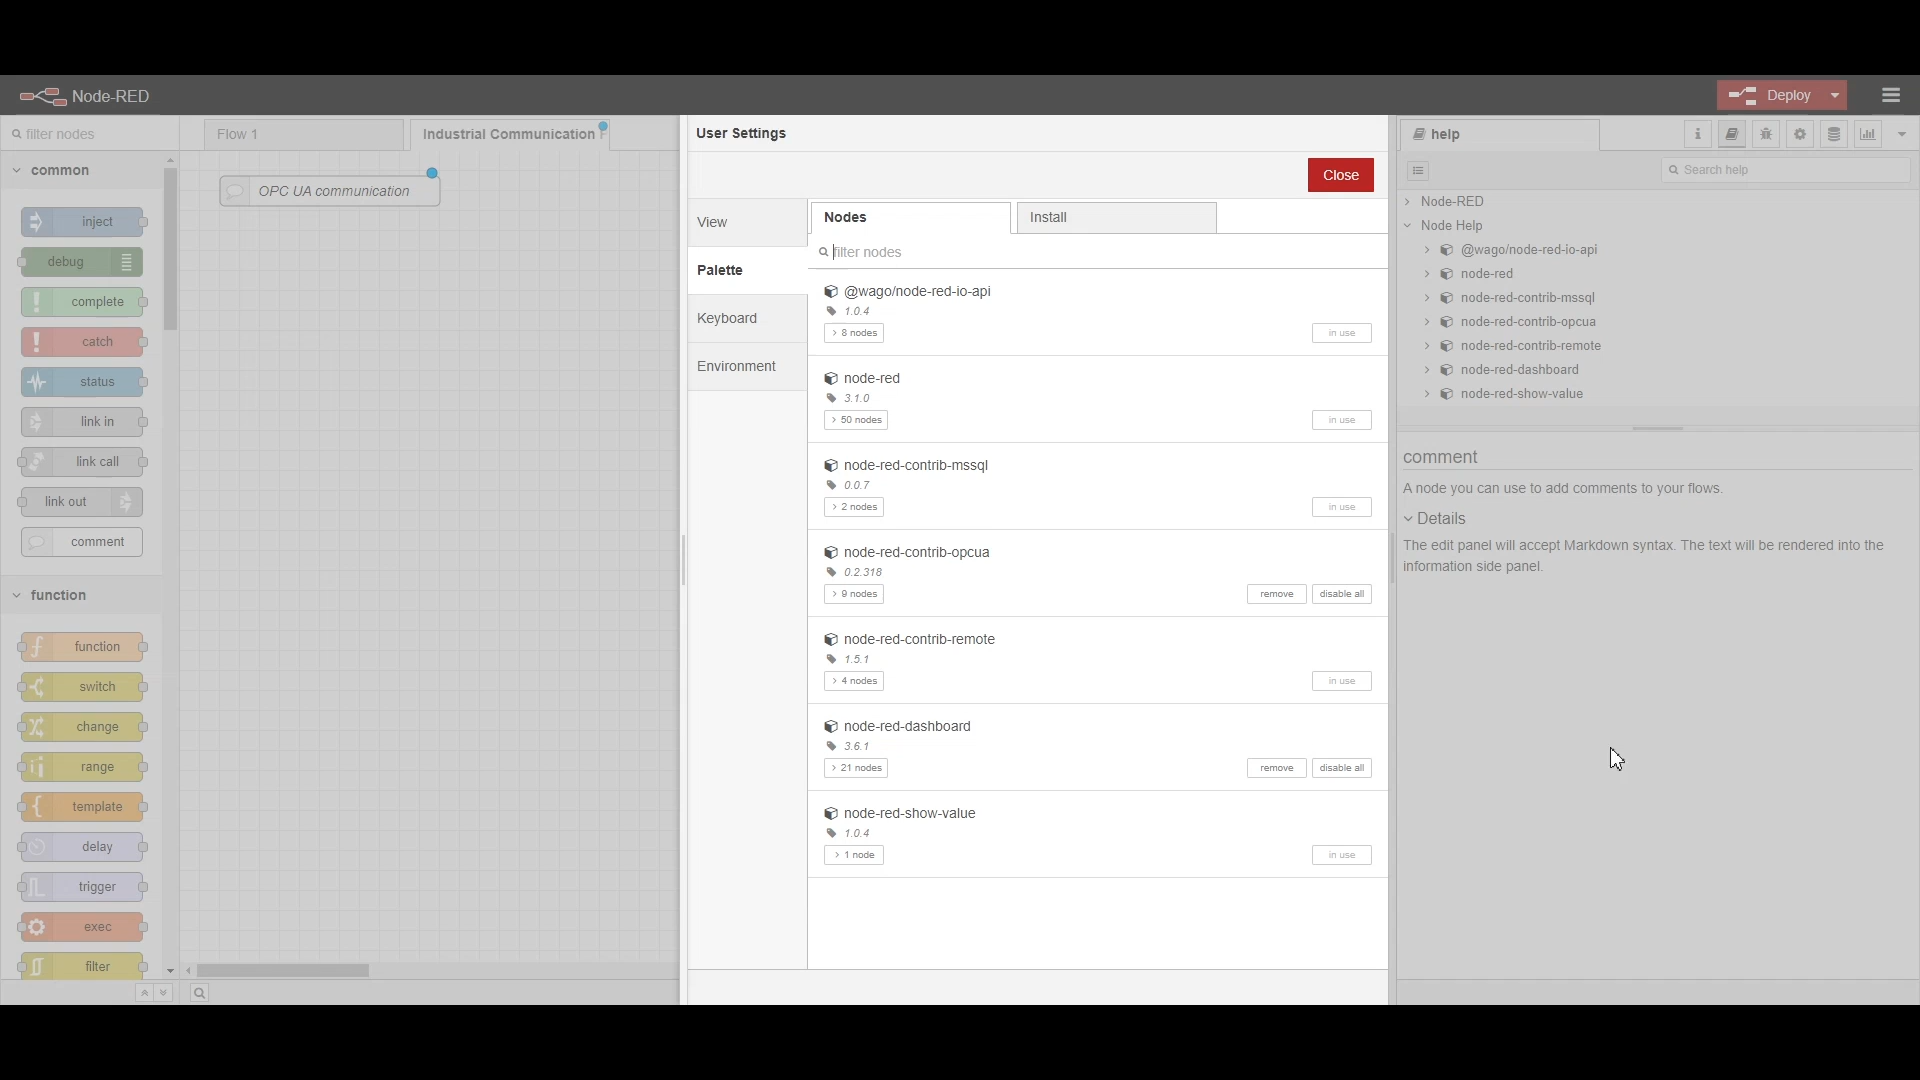 Node-RED
Deploy
filter nodes
Flow 1
Industrial Communication
User Settings
help
Search help
common
inject
debug
complete
catch
status
link in
link call
link out
comment
function
function
switch
change
range
template
delay
trigger
exec
filter
OPC UA communication
Close
View
Palette
Keyboard
Environment
Nodes
Install
filter nodes
@wago/node-red-io-api
1.0.4
8 nodes
in use
node-red
3.1.0
50 nodes
in use
node-red-contrib-mssql
0.0.7
2 nodes
in use
node-red-contrib-opcua
0.2.318
9 nodes
remove
disable all
node-red-contrib-remote
1.5.1
4 nodes
in use
node-red-dashboard
3.6.1
21 nodes
remove
disable all
node-red-show-value
1.0.4
1 node
in use
Node-RED
Node Help
@wago/node-red-io-api
node-red
node-red-contrib-mssql
node-red-contrib-opcua
node-red-contrib-remote
node-red-dashboard
node-red-show-value
comment
A node you can use to add comments to your flows.
Details
The edit panel will accept Markdown syntax. The text will be rendered into the
information side panel.